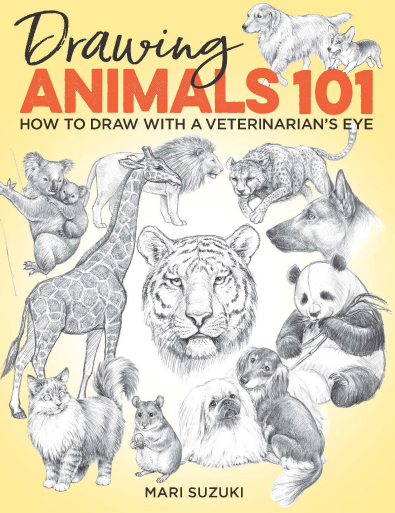 Drawing
ANIMALS 101
HOW TO DRAW WITH A VETERINARIAN'S EYE
MARI SUZUKI